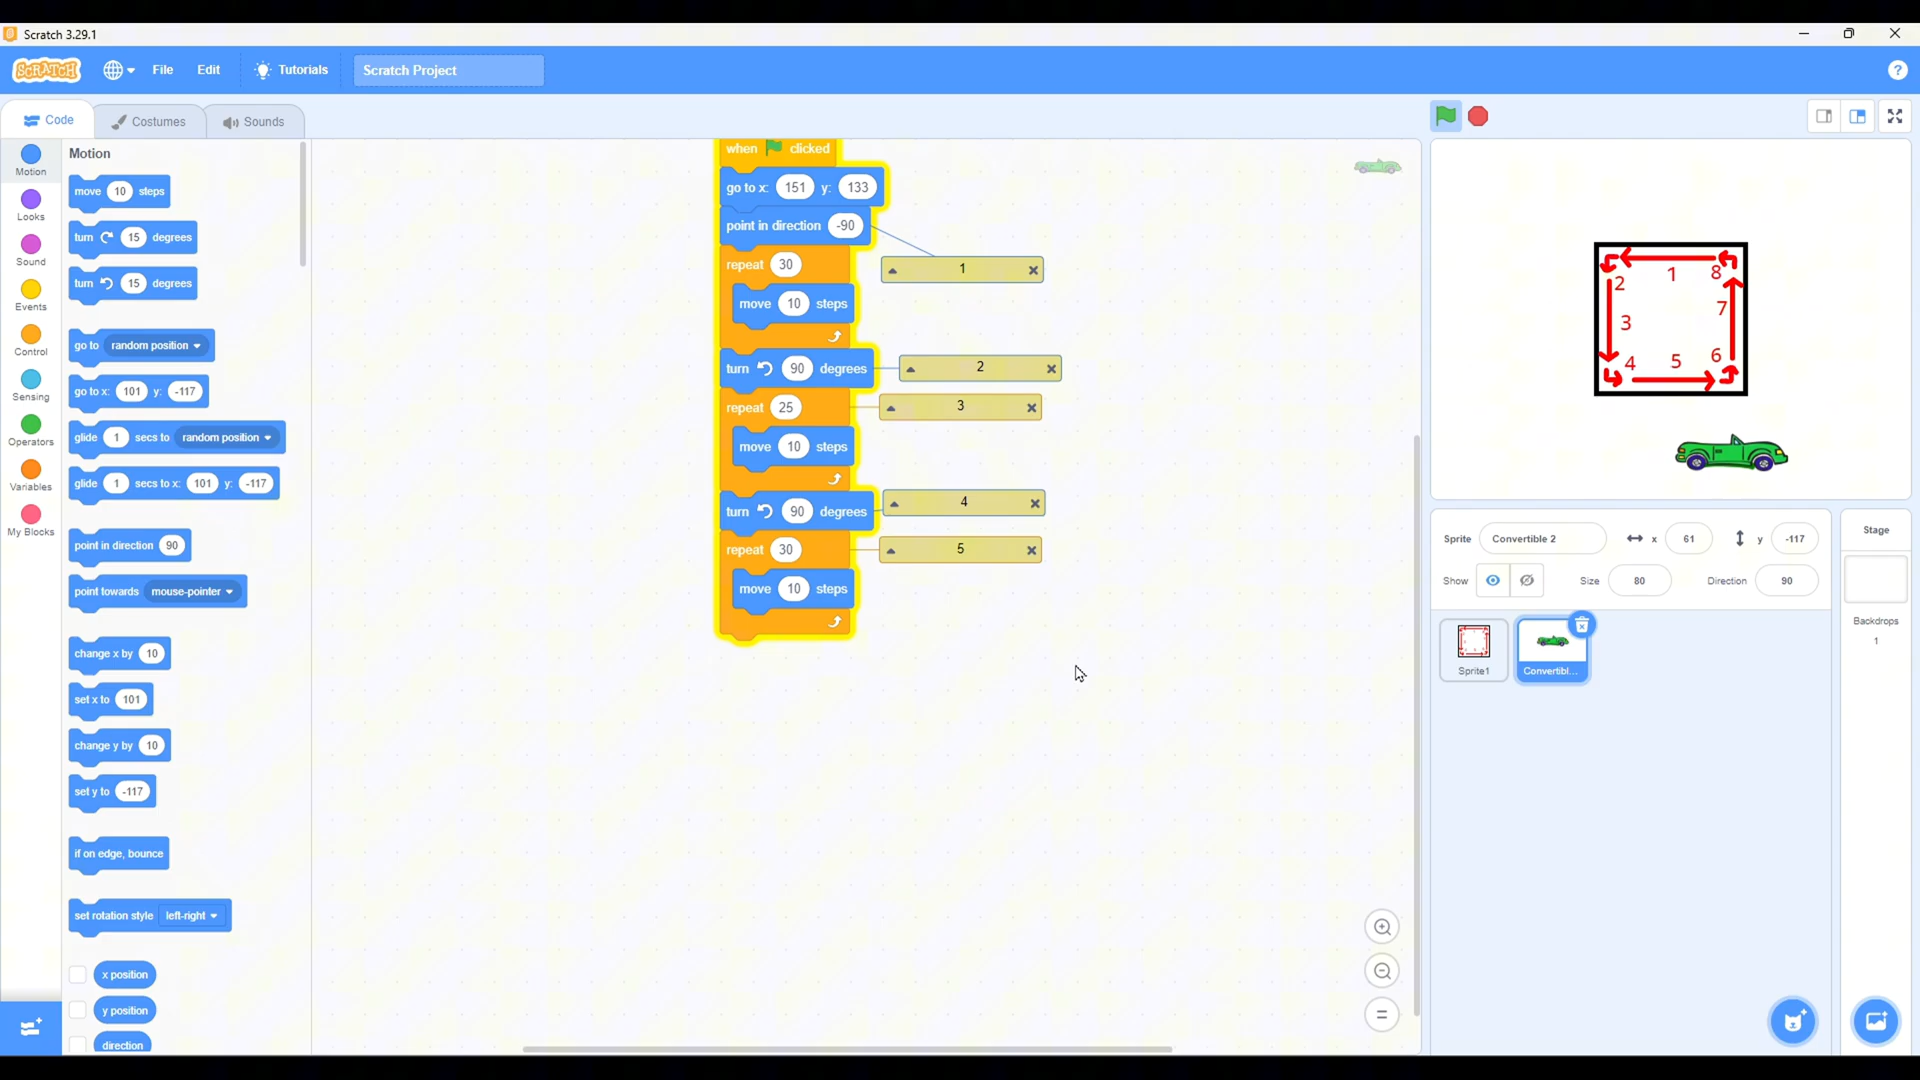 Scratch 3.29.1
SCRATCH
File
Edit
Tutorials
Scratch Project
?
Code
Costumes
Sounds
Motion
Looks
Sound
Events
Control
Sensing
Operators
Variables
My Blocks
Motion
move 10 steps
turn 15 degrees
turn 15 degrees
go to random position
go to x: 101 y: -117
glide 1 secs to random position
glide 1 secs to x: 101 y: -117
point in direction 90
point towards mouse-pointer
change x by 10
set x to 101
change y by 10
set y to -117
if on edge, bounce
set rotation style left-right
x position
y position
direction
when clicked
go to x: 151 y: 133
point in direction -90
repeat 30
1
move 10 steps
turn 90 degrees
2
repeat 25
3
move 10 steps
turn 90 degrees
4
repeat 30
5
move 10 steps
1
8
2
7
3
6
4
5
Sprite Convertible 2 x 61 y -117
Show Size 80 Direction 90
Sprite1
Convertibl...
Stage
Backdrops
1